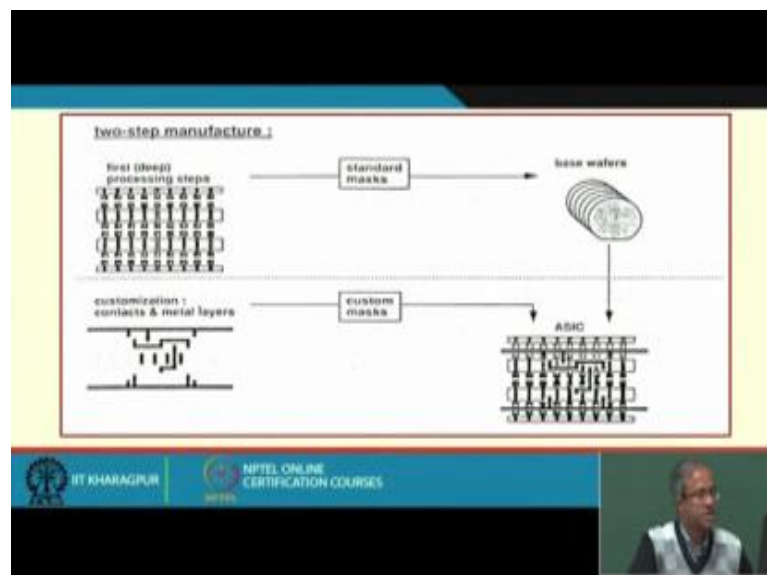 two-step manufacture :
first (deep)
processing steps
standard
masks
base wafers
customization :
contacts & metal layers
custom
masks
ASIC
IIT KHARAGPUR
NPTEL ONLINE
CERTIFICATION COURSES
NPTEL